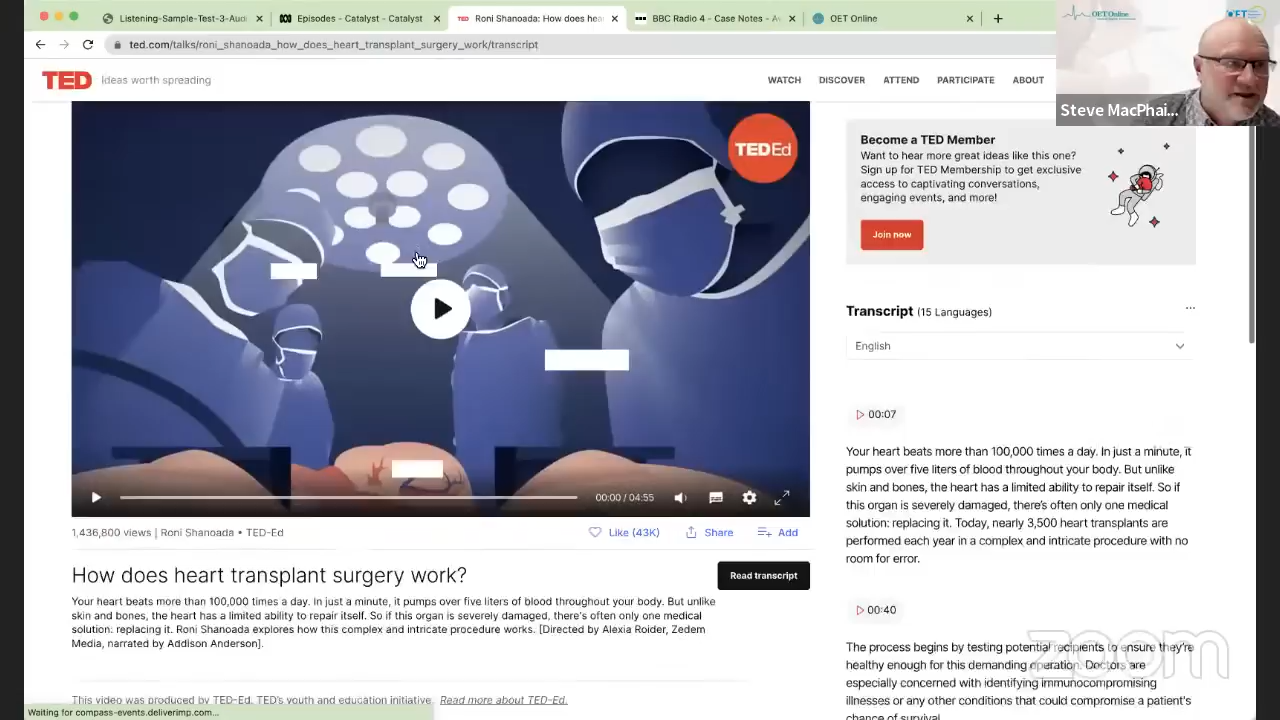 Listening-Sample-Test-3-Aud
Episodes – Catalyst – Catalyst
Roni Shanoada: How does hear
BBC Radio 4 - Case Notes -
OET Online
ted.com/talks/roni_shanoada_how_does_heart_transplant_surgery_work/transcript
OET Online
OET
Steve MacPhai...
TED Ideas worth spreading
WATCH DISCOVER ATTEND PARTICIPATE ABOUT
TEDEd
Become a TED Member
Want to hear more great ideas like this one?
Sign up for TED Membership to get exclusive
access to captivating conversations,
engaging events, and more!
Join now
Transcript (15 Languages)
English
00:07
Your heart beats more than 100,000 times a day. In just a minute, it
pumps over five liters of blood throughout your body. But unlike
skin and bones, the heart has a limited ability to repair itself. So if
this organ is severely damaged, there's often only one medical
solution: replacing it. Today, nearly 3,500 heart transplants are
performed each year in a complex and intricate procedure with no
room for error.
00:40
The process begins by testing potential recipients to ensure they're
healthy enough for this demanding operation. Doctors are
especially concerned with identifying immunocompromising
illnesses or any other conditions that could compromise a patient's
chance of survival.
00:00 / 04:55
1,436,800 views | Roni Shanoada • TED-Ed
Like (43K) Share Add
How does heart transplant surgery work?
Read transcript
Your heart beats more than 100,000 times a day. In just a minute, it pumps over five liters of blood throughout your body. But unlike
skin and bones, the heart has a limited ability to repair itself. So if this organ is severely damaged, there's often only one medical
solution: replacing it. Roni Shanoada explores how this complex and intricate procedure works. [Directed by Alexia Roider, Zedem
Media, narrated by Addison Anderson].
This video was produced by TED-Ed. TED's youth and education initiative. Read more about TED-Ed.
Waiting for compass-events.deliverimp.com...
zoom